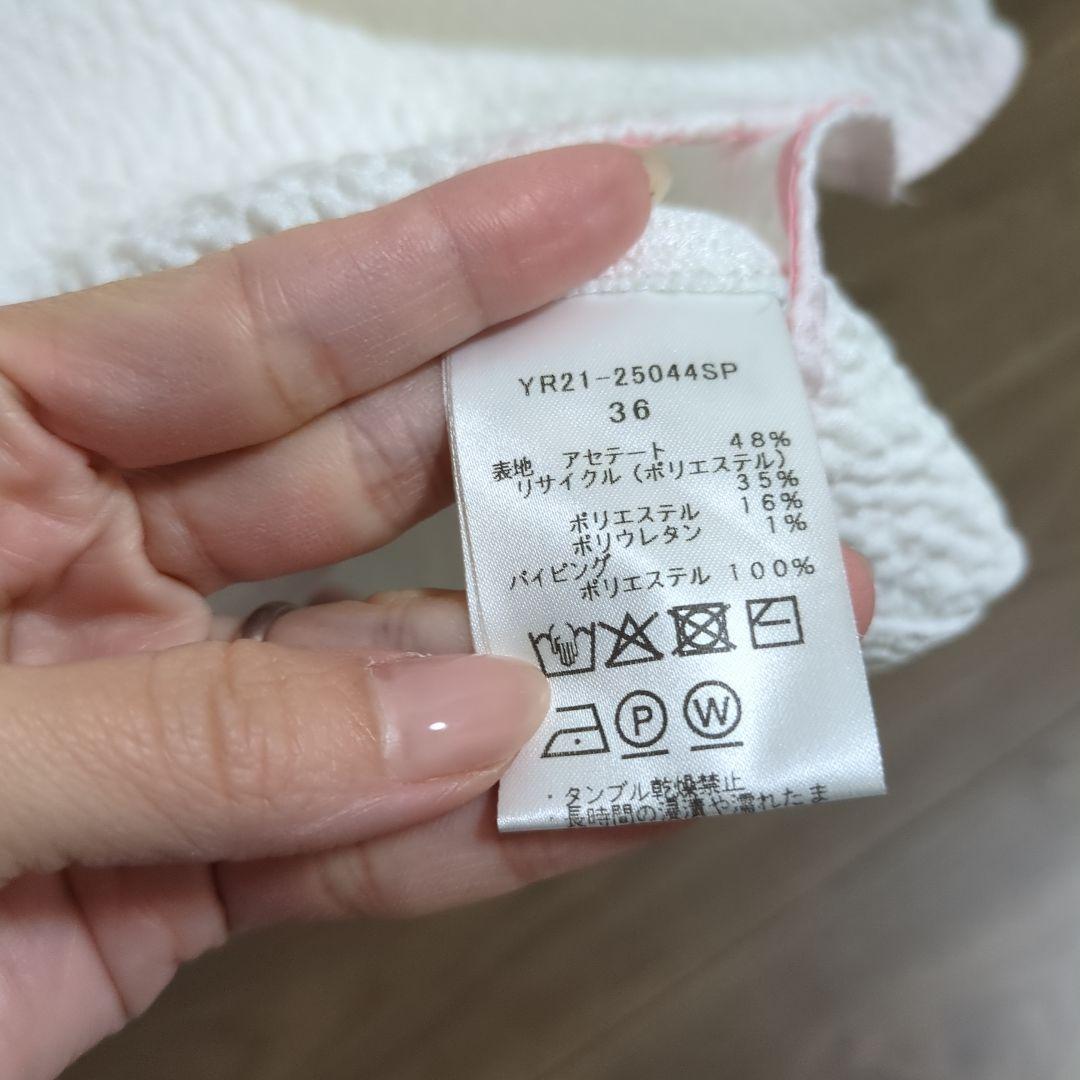 YR21-25044SP
36
表地 アセテート 48%
リサイクル(ポリエステル)
35%
ポリエステル 16%
ポリウレタン 1%
パイピング
ポリエステル 100%
P W
・タンブル乾燥禁止
・長時間の浸漬や濡れたま